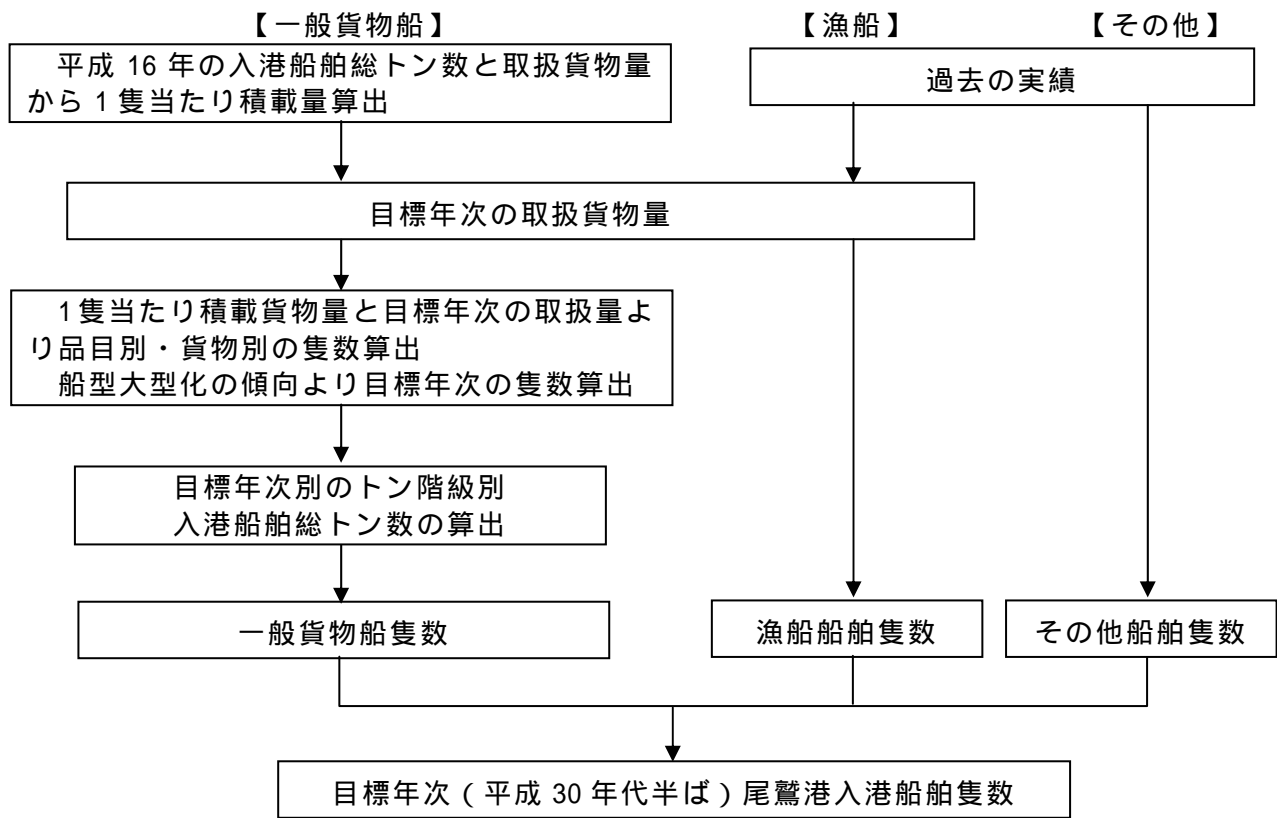 【一般貨物船】
【漁船】
【その他】
平成 16 年の入港船舶総トン数と取扱貨物量
から 1 隻当たり積載量算出
過去の実績
目標年次の取扱貨物量
1隻当たり積載貨物量と目標年次の取扱量よ
り品目別・貨物別の隻数算出
船型大型化の傾向より目標年次の隻数算出
目標年次別のトン階級別
入港船舶総トン数の算出
一般貨物船隻数
漁船船舶隻数
その他船舶隻数
目標年次(平成 30 年代半ば)尾鷲港入港船舶隻数